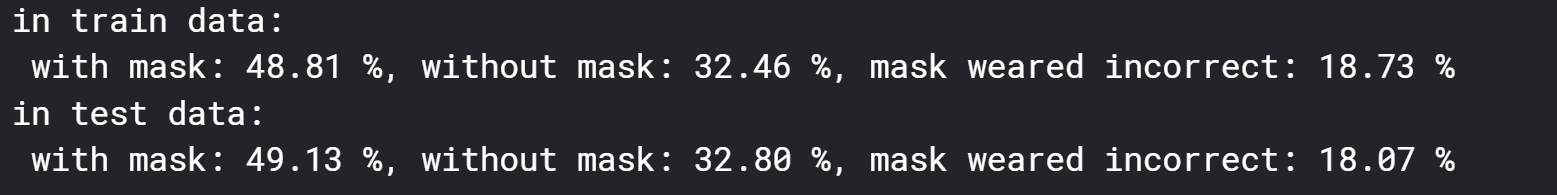 in train data:
with mask: 48.81 %, without mask: 32.46 %, mask weared incorrect: 18.73 %
in test data:
with mask: 49.13 %, without mask: 32.80 %, mask weared incorrect: 18.07 %